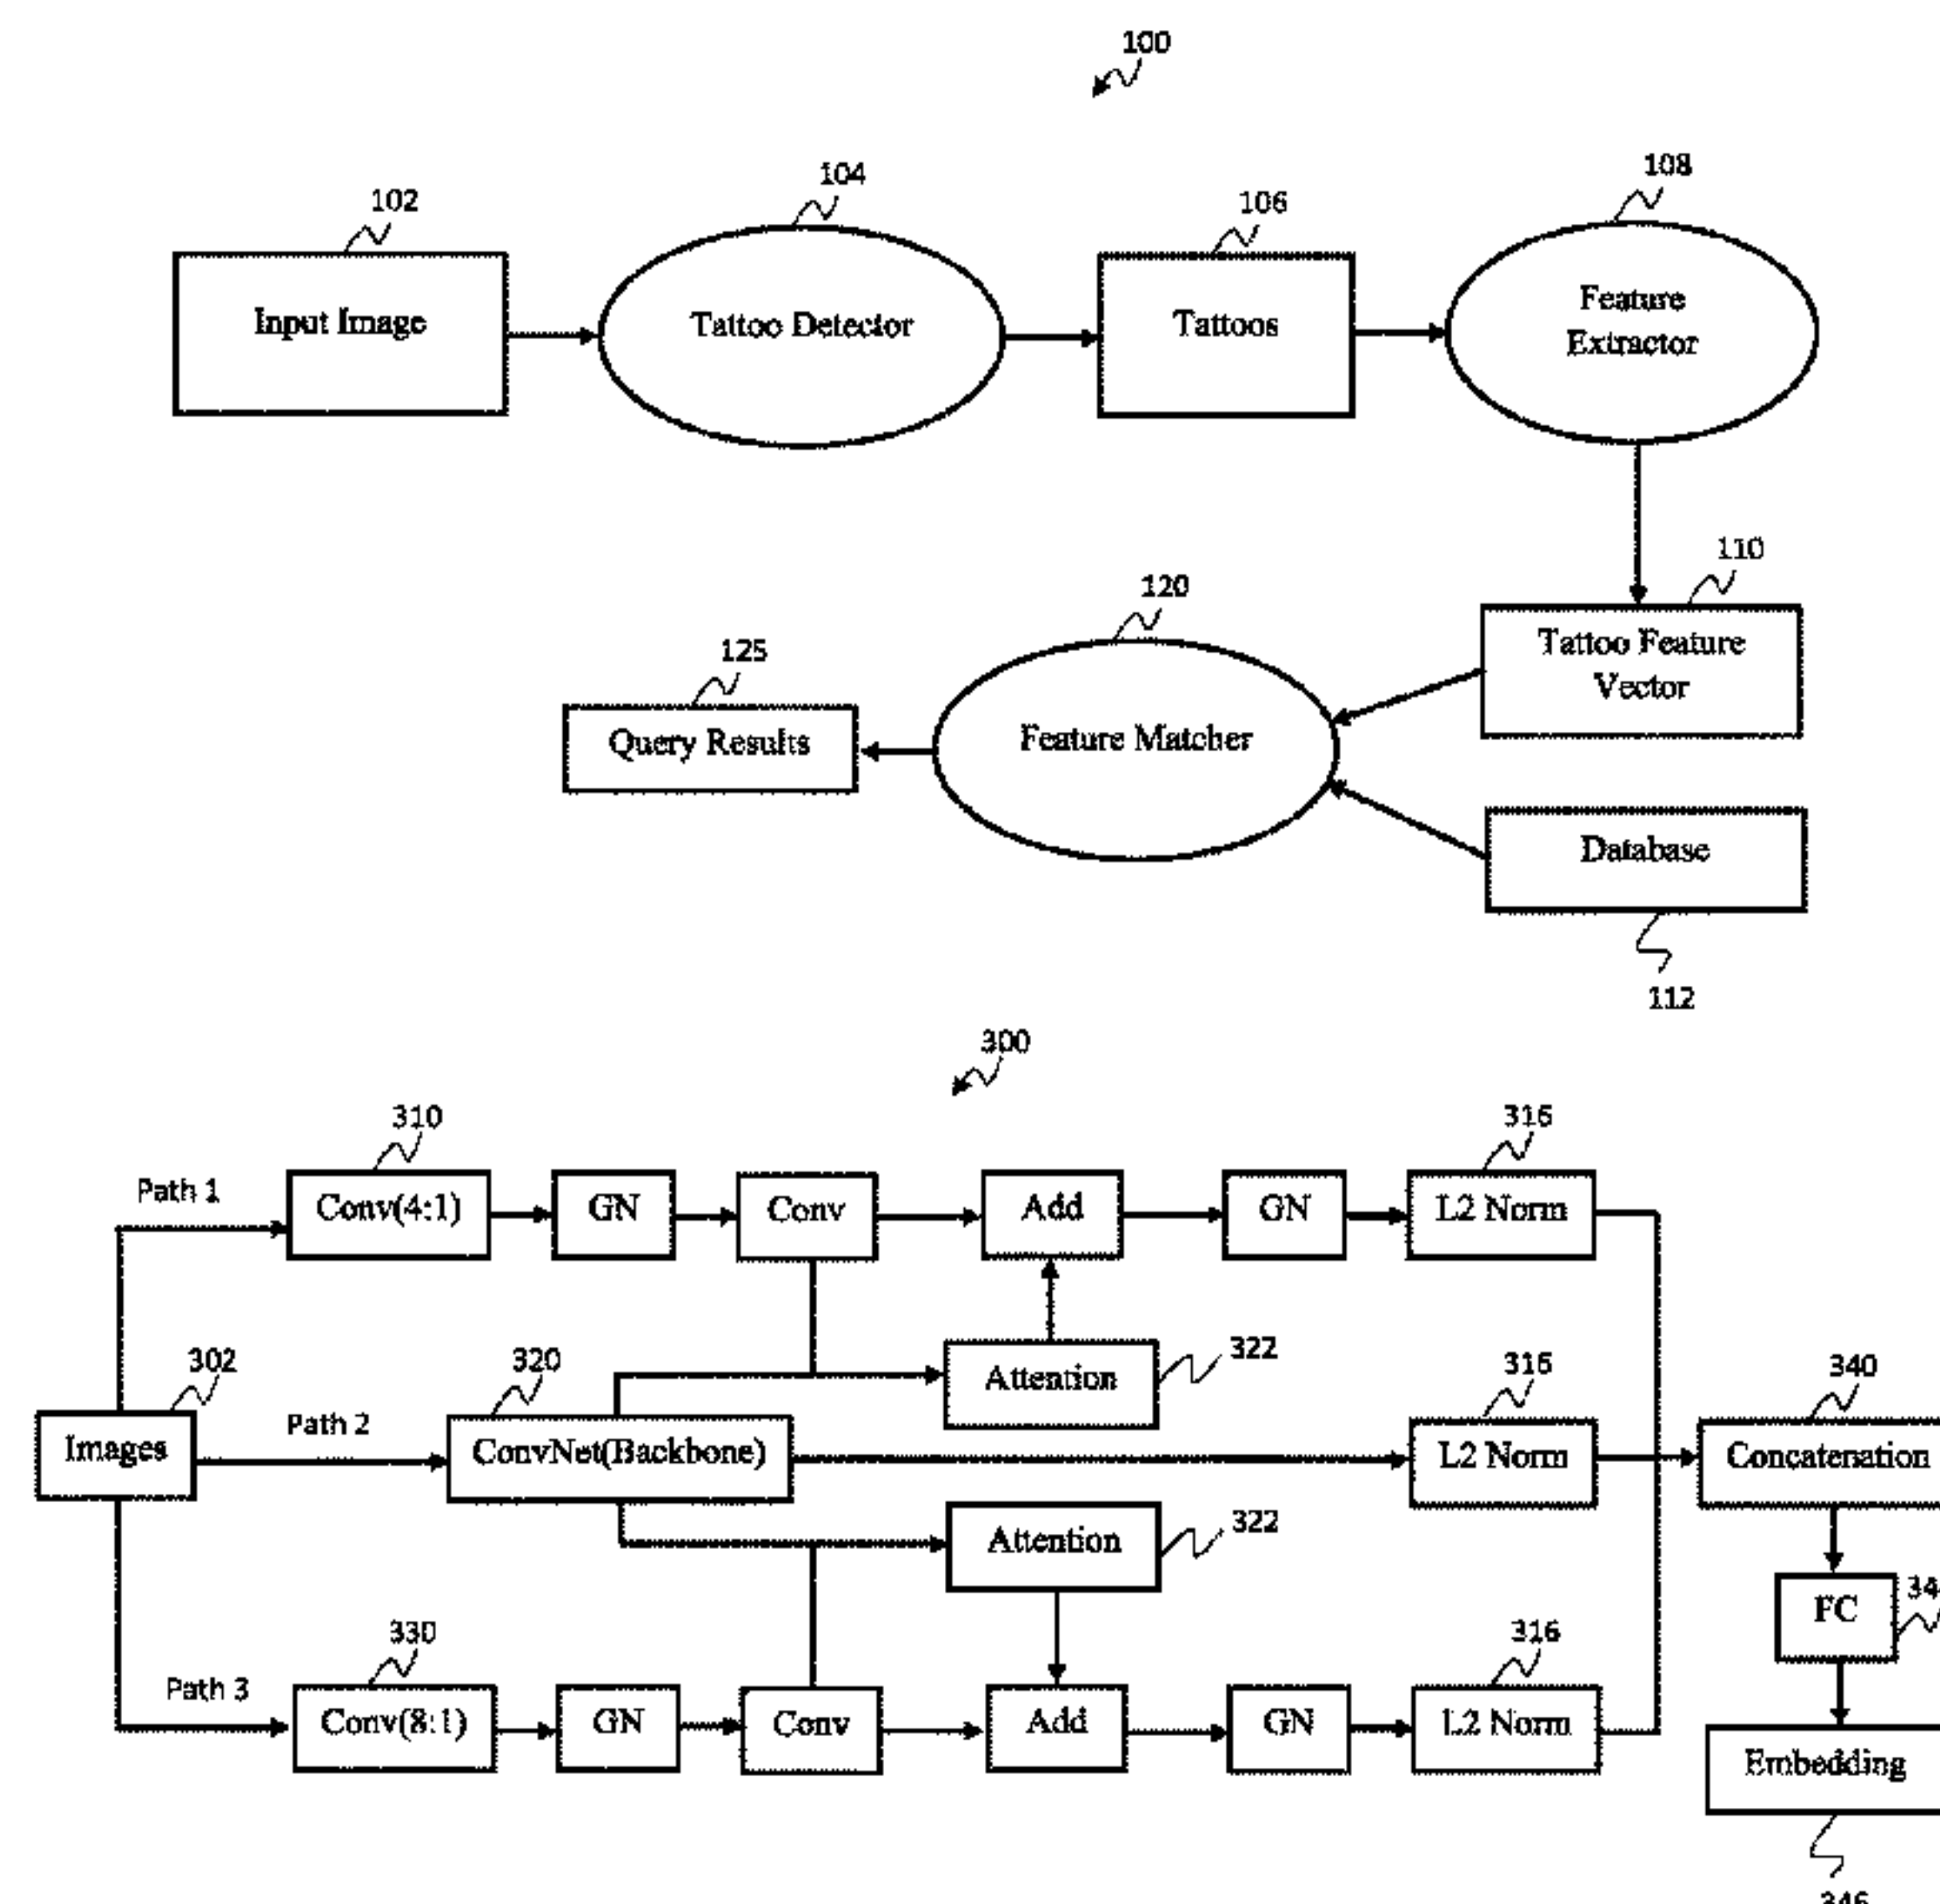 100
102
104
106
108
Input Image
Tattoo Detector
Tattoos
Feature
Extractor
110
120
125
Tattoo Feature
Vector
Query Results
Feature Matcher
Database
112
300
310
316
Path 1
Conv(4:1)
GN
Conv
Add
GN
L2 Norm
302
320
322
316
340
Attention
Images
Path 2
ConvNet(Backbone)
L2 Norm
Concatenation
Attention
322
FC
330
316
Path 3
Conv(8:1)
GN
Conv
Add
GN
L2 Norm
Embedding
346